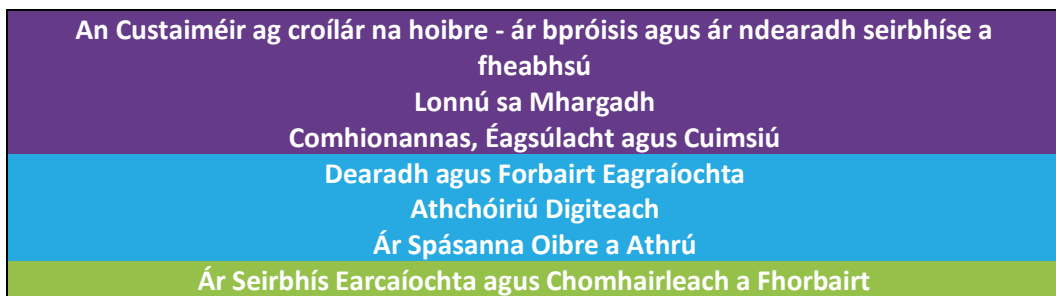 An Custaiméir ag croílár na hoibre - ár bpróisis agus ár ndearadh seirbhíse a
fheabhsú
Lonnú sa Mhargadh
Comhionannas, Éagsúlacht agus Cuimsiú
Dearadh agus Forbairt Eagraíochta
Athchóiriú Digiteach
Ár Spásanna Oibre a Athrú
Ár Seirbhís Earcaíochta agus Chomhairleach a Fhorbairt